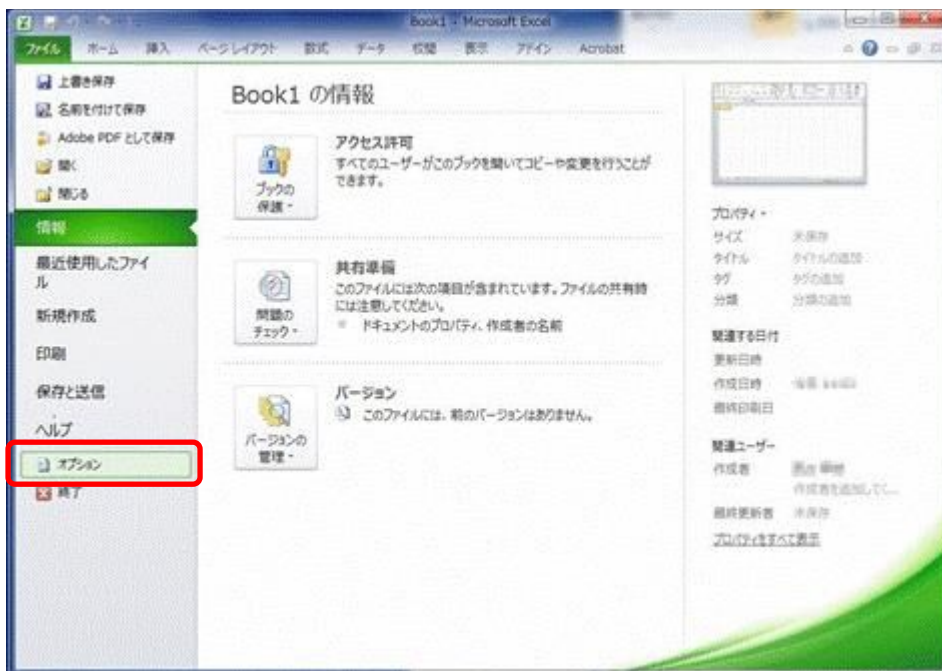 Book1 - Microsoft Excel
ファイル ホーム 挿入 ページ レイアウト 数式 データ 校閲 表示 アドイン Acrobat
上書き保存
名前を付けて保存
Adobe PDF として保存
開く
閉じる
情報
最近使用したファイ
ル
新規作成
印刷
保存と送信
ヘルプ
オプション
終了
Book1 の情報
ブックの
保護
アクセス許可
すべてのユーザーがこのブックを開いてコピーや変更を行うことが
できます。
問題の
チェック
共有準備
このファイルには次の項目が含まれています。ファイルの共有時
には注意してください。
ドキュメントのプロパティ、作成者の名前
バージョンの
管理
バージョン
このファイルには、前のバージョンはありません。
プロパティ
サイズ 未保存
タイトル タイトルの追加
タグ タグの追加
分類 分類の追加
関連する日付
更新日時
作成日時
最終印刷日
関連ユーザー
作成者
作成者を追加してく...
最終更新者 未保存
プロパティをすべて表示